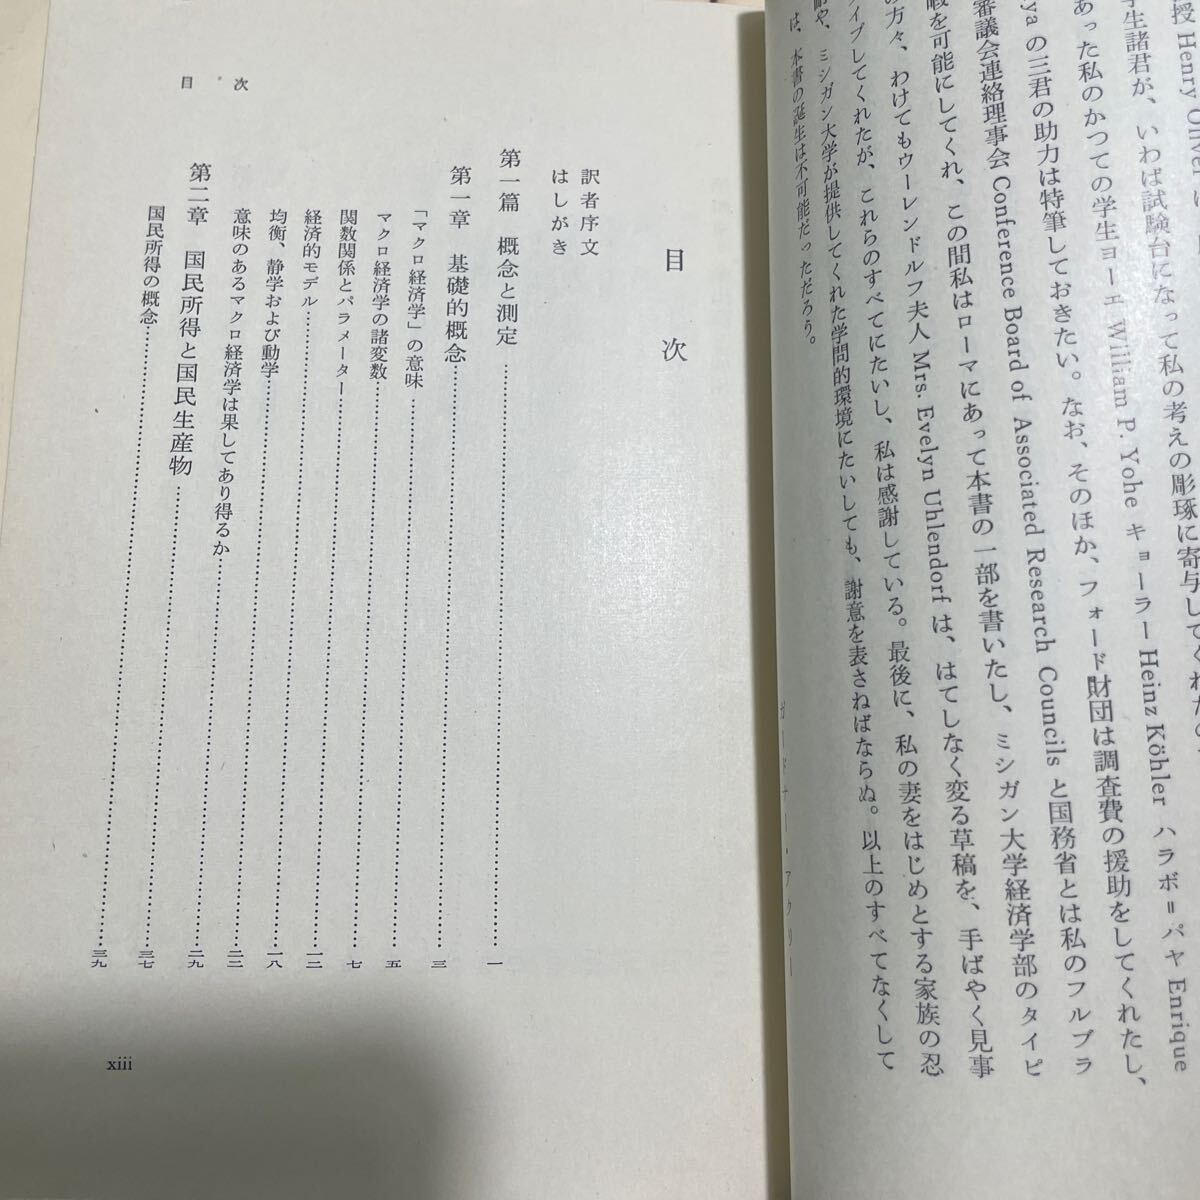 授 Henry
学生諸君が、いわば試験台になって私の考えの彫琢に寄与してくれたの
あった私のかつての学生ヨーエ William P. Yohe キョーラー Heinz Köhler ハラボ=パヤ Enrique
ya の三君の助力は特筆しておきたい。なお、そのほか、フォード財団は調査費の援助をしてくれたし、
審議会連絡理事会 Conference Board of Associated Research Councils と国務省とは私のフルブラ
暇を可能にしてくれ、この間私はローマにあって本書の一部を書いたし、ミシガン大学経済学部のタイピ
の方々、わけてもウーレンドルフ夫人 Mrs. Evelyn Uhlendorf は、はてしなく変る草稿を、手ばやく見事
イプしてくれたが、これらのすべてにたいし、私は感謝している。最後に、私の妻をはじめとする家族の忍
耐や、ミシガン大学が提供してくれた学問的環境にたいしても、謝意を表さねばならぬ。以上のすべてなくして
は、本書の誕生は不可能だっただろう。
ガードナー・アクリー
目次
訳者序文
はしがき
第一篇 概念と測定……一
第一章 基礎的概念……三
「マクロ経済学」の意味……五
マクロ経済学の諸変数……七
関数関係とパラメーター……一二
経済的モデル……一八
均衡、静学および動学……二二
意味のあるマクロ経済学は果してあり得るか……二九
第二章 国民所得と国民生産物……三七
国民所得の概念……三九
目次
xiii